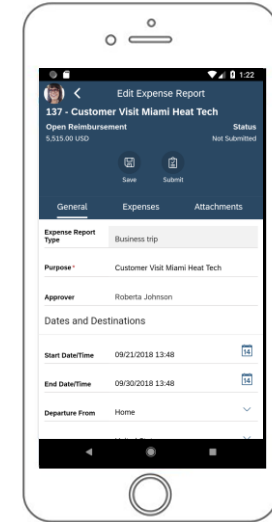 1:22
Edit Expense Report
137 - Customer Visit Miami Heat Tech
Open Reimbursement Status
5,515.00 USD Not Submitted
Save Submit
General Expenses Attachments
Expense Report
Type
Business trip
Purpose* Customer Visit Miami Heat Tech
Approver Roberta Johnson
Dates and Destinations
Start Date/Time 09/21/2018 13:48 14
End Date/Time 09/30/2018 13:48 14
Departure From Home